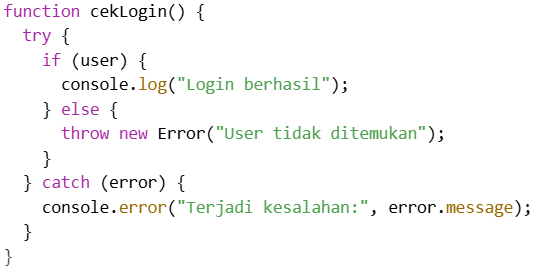 function cekLogin() {
  try {
    if (user) {
      console.log("Login berhasil");
    } else {
      throw new Error("User tidak ditemukan");
    }
  } catch (error) {
    console.error("Terjadi kesalahan:", error.message);
  }
}